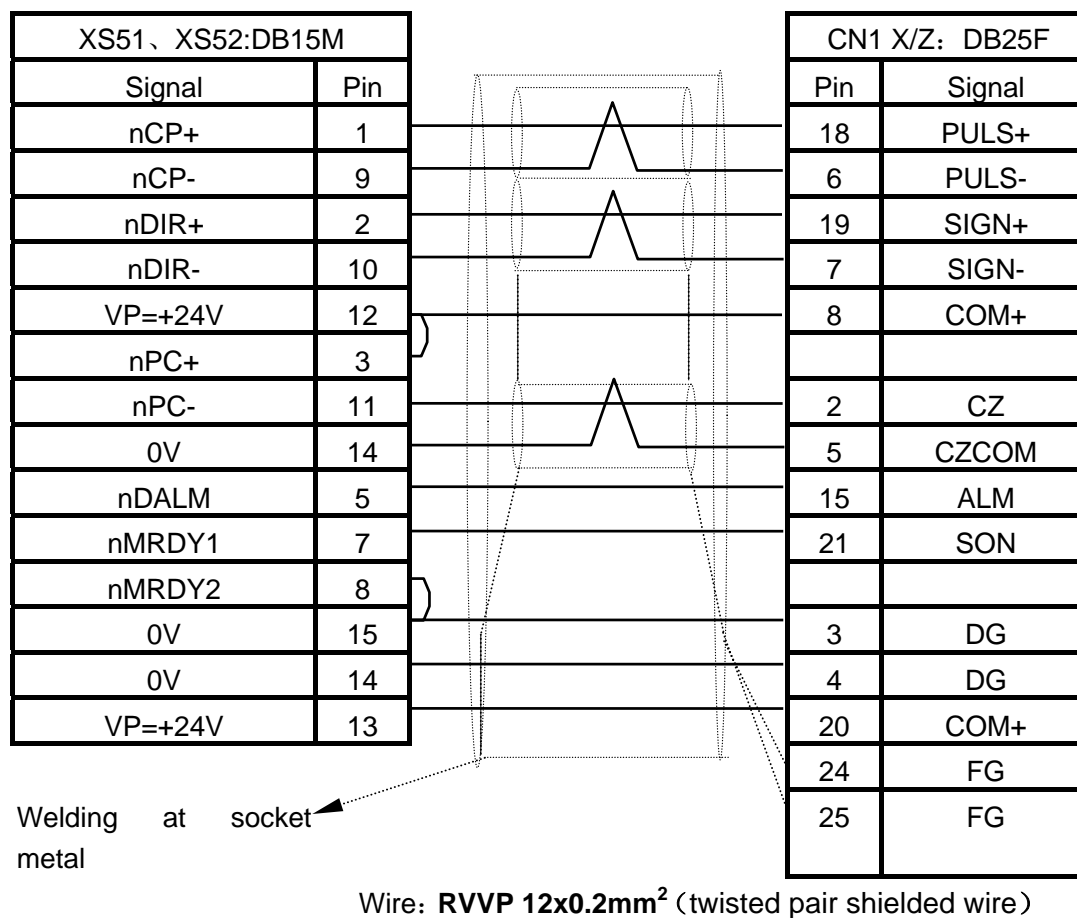 XS51、XS52:DB15M CN1 X/Z：DB25F
Signal Pin Pin Signal
nCP+ 1 18 PULS+
nCP- 9 6 PULS-
nDIR+ 2 19 SIGN+
nDIR- 10 7 SIGN-
VP=+24V 12 8 COM+
nPC+ 3
nPC- 11 2 CZ
0V 14 5 CZCOM
nDALM 5 15 ALM
nMRDY1 7 21 SON
nMRDY2 8
0V 15 3 DG
0V 14 4 DG
VP=+24V 13 20 COM+
24 FG
Welding at socket 25 FG
metal
Wire：RVVP 12x0.2mm²（twisted pair shielded wire）